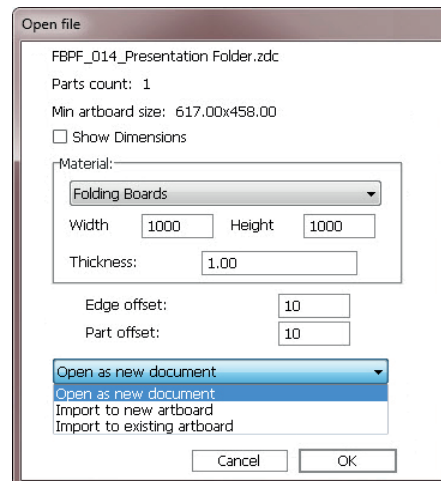 Open file
FBPF_014_Presentation Folder.zdc
Parts count: 1
Min artboard size: 617.00x458.00
Show Dimensions
Material:
Folding Boards
Width 1000 Height 1000
Thickness: 1.00
Edge offset: 10
Part offset: 10
Open as new document
Open as new document
Import to new artboard
Import to existing artboard
Cancel OK